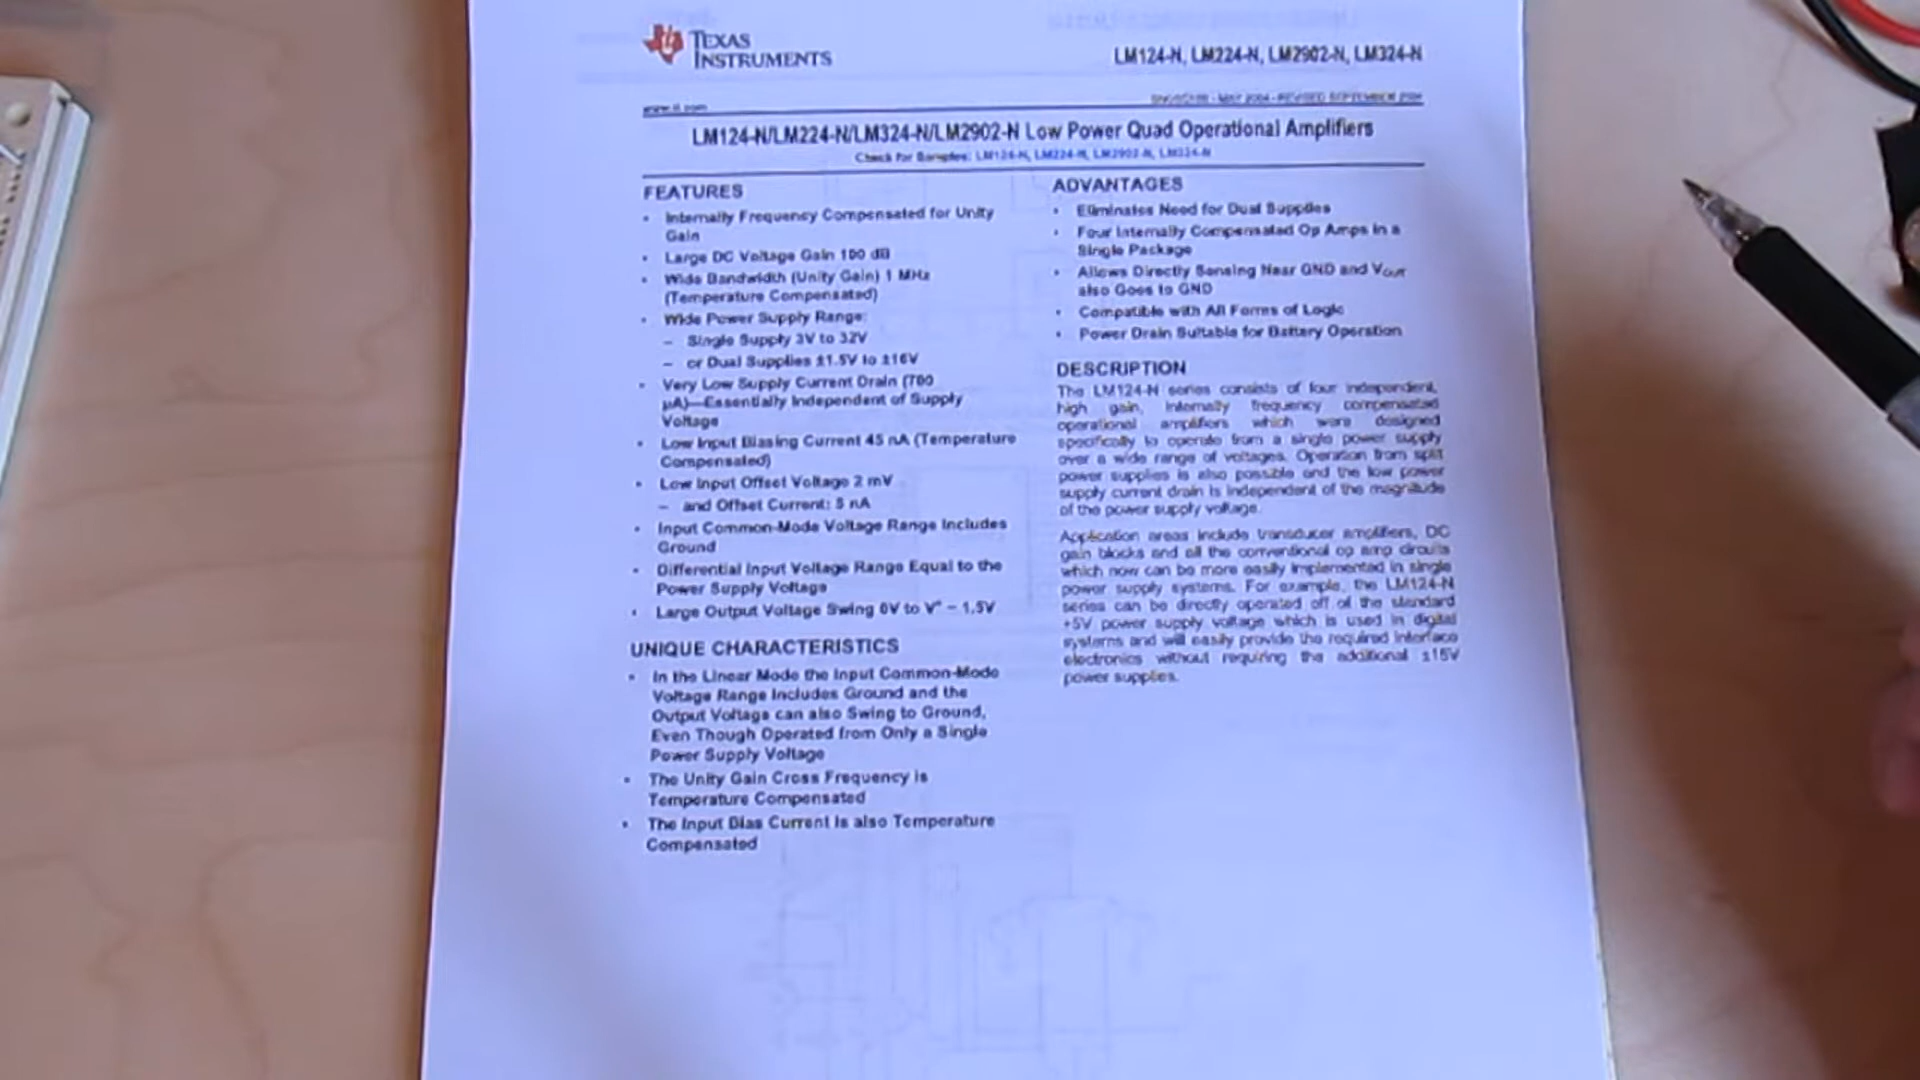 TEXAS
INSTRUMENTS
LM124-N, LM224-N, LM2902-N, LM324-N
www.ti.com
LM124-N/LM224-N/LM324-N/LM2902-N Low Power Quad Operational Amplifiers
Check for Samples: LM124-N, LM224-N, LM2902-N, LM324-N
FEATURES
• Internally Frequency Compensated for Unity
Gain
• Large DC Voltage Gain 100 dB
• Wide Bandwidth (Unity Gain) 1 MHz
(Temperature Compensated)
• Wide Power Supply Range:
– Single Supply 3V to 32V
– or Dual Supplies ±1.5V to ±16V
• Very Low Supply Current Drain (700
μA)—Essentially Independent of Supply
Voltage
• Low Input Biasing Current 45 nA (Temperature
Compensated)
• Low Input Offset Voltage 2 mV
– and Offset Current: 5 nA
• Input Common-Mode Voltage Range Includes
Ground
• Differential Input Voltage Range Equal to the
Power Supply Voltage
• Large Output Voltage Swing 0V to V⁺ − 1.5V
UNIQUE CHARACTERISTICS
• In the Linear Mode the Input Common-Mode
Voltage Range Includes Ground and the
Output Voltage can also Swing to Ground,
Even Though Operated from Only a Single
Power Supply Voltage
• The Unity Gain Cross Frequency is
Temperature Compensated
• The Input Bias Current is also Temperature
Compensated
ADVANTAGES
• Eliminates Need for Dual Supplies
• Four Internally Compensated Op Amps in a
Single Package
• Allows Directly Sensing Near GND and VOUT
also Goes to GND
• Compatible with All Forms of Logic
• Power Drain Suitable for Battery Operation
DESCRIPTION
The LM124-N series consists of four independent,
high gain, internally frequency compensated
operational amplifiers which were designed
specifically to operate from a single power supply
over a wide range of voltages. Operation from split
power supplies is also possible and the low power
supply current drain is independent of the magnitude
of the power supply voltage.
Application areas include transducer amplifiers, DC
gain blocks and all the conventional op amp circuits
which now can be more easily implemented in single
power supply systems. For example, the LM124-N
series can be directly operated off of the standard
+5V power supply voltage which is used in digital
systems and will easily provide the required interface
electronics without requiring the additional ±15V
power supplies.